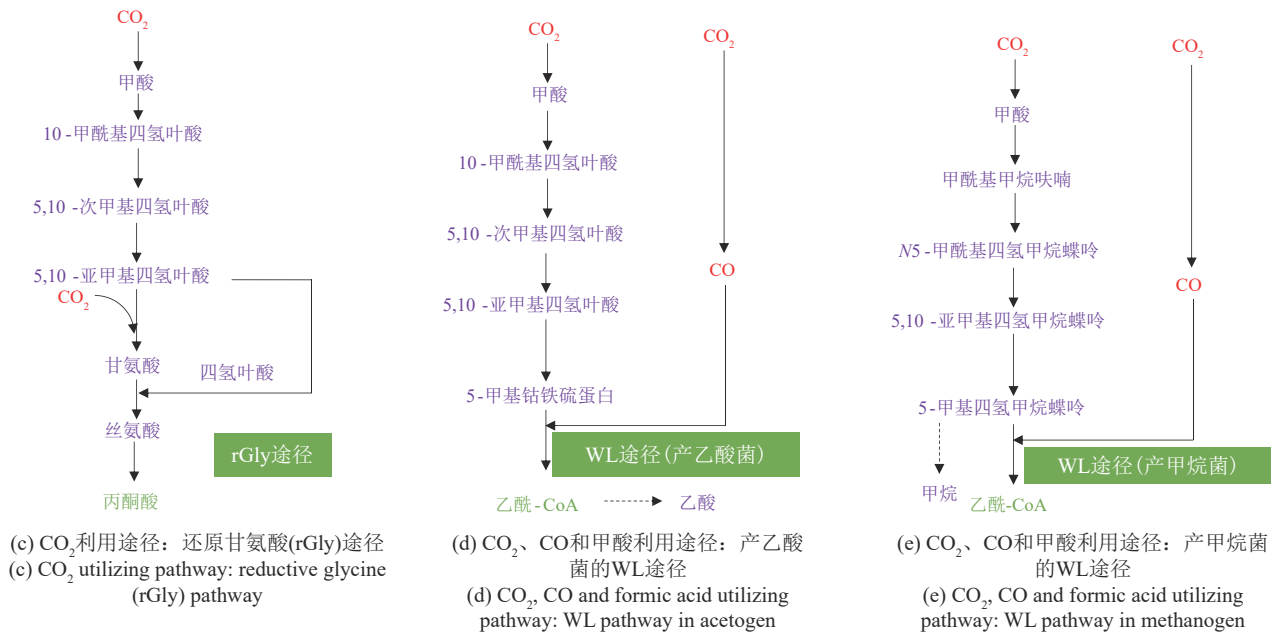 CO₂
甲酸
10-甲酰基四氢叶酸
5,10-次甲基四氢叶酸
5,10-亚甲基四氢叶酸
CO₂
甘氨酸
四氢叶酸
丝氨酸
rGly途径
丙酮酸
(c) CO₂利用途径：还原甘氨酸(rGly)途径
(c) CO₂ utilizing pathway: reductive glycine
(rGly) pathway
CO₂
CO₂
甲酸
10-甲酰基四氢叶酸
5,10-次甲基四氢叶酸
CO
5,10-亚甲基四氢叶酸
5-甲基钴铁硫蛋白
WL途径(产乙酸菌)
乙酰-CoA
乙酸
(d) CO₂、CO和甲酸利用途径：产乙酸
菌的WL途径
(d) CO₂, CO and formic acid utilizing
pathway: WL pathway in acetogen
CO₂
CO₂
甲酸
甲酰基甲烷呋喃
N5-甲酰基四氢甲烷蝶呤
CO
5,10-亚甲基四氢甲烷蝶呤
5-甲基四氢甲烷蝶呤
WL途径(产甲烷菌)
甲烷
乙酰-CoA
(e) CO₂、CO和甲酸利用途径：产甲烷菌
的WL途径
(e) CO₂, CO and formic acid utilizing
pathway: WL pathway in methanogen